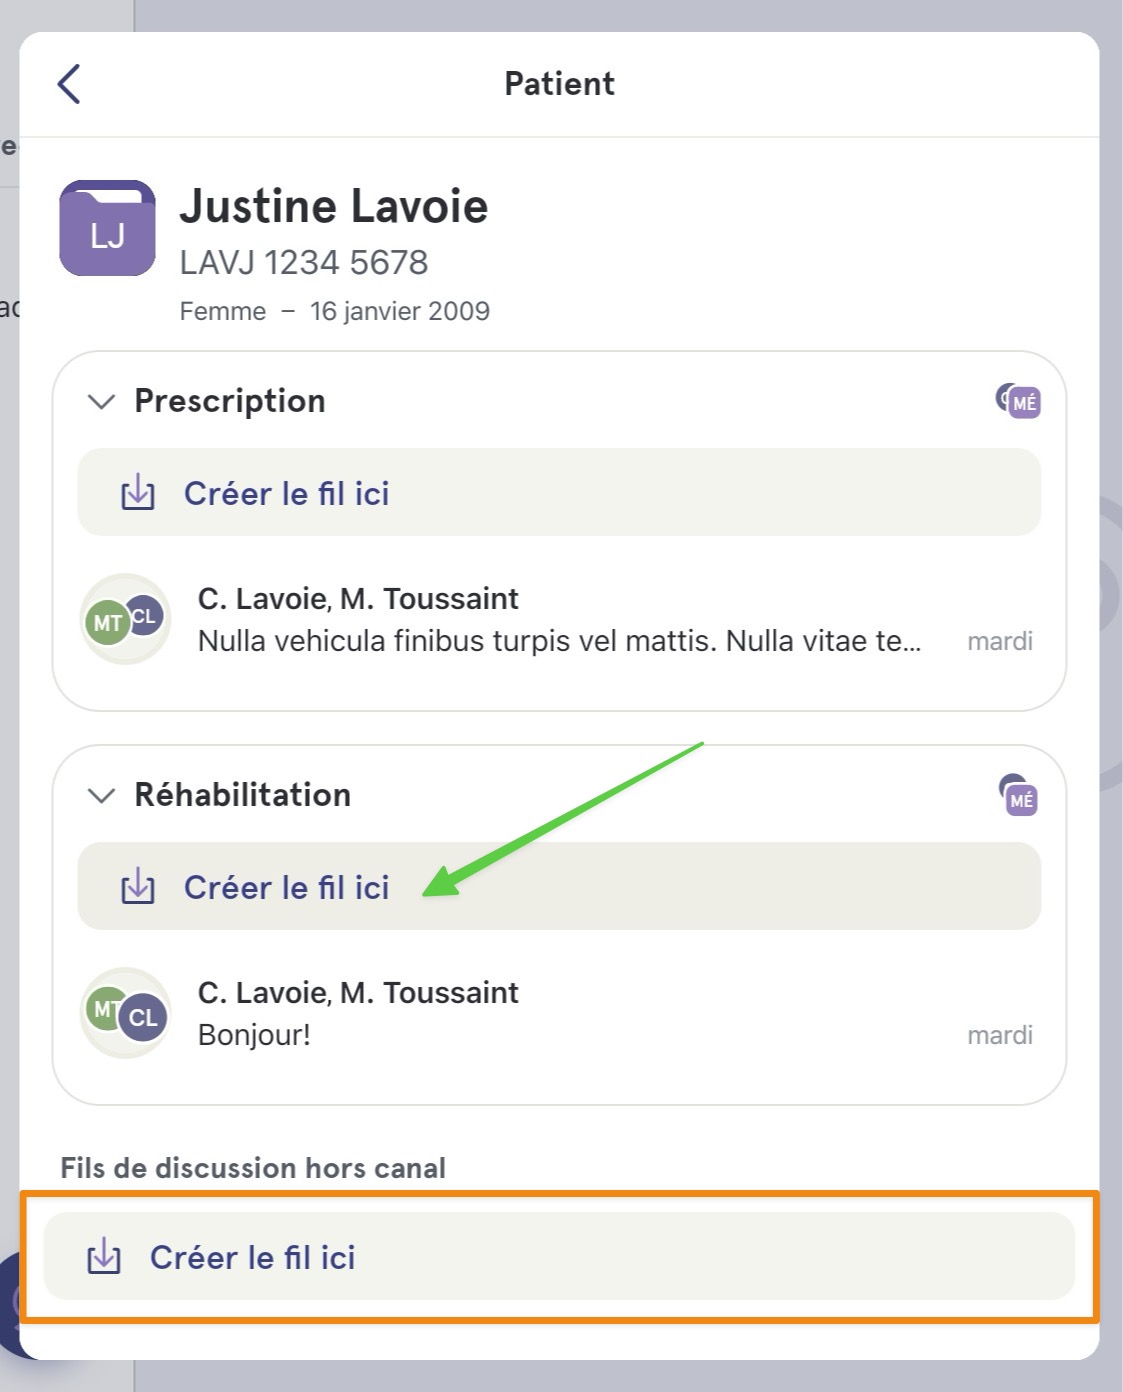 Patient
LJ
Justine Lavoie
LAVJ 1234 5678
Femme – 16 janvier 2009
Prescription
MÉ
Créer le fil ici
MT CL
C. Lavoie, M. Toussaint
Nulla vehicula finibus turpis vel mattis. Nulla vitae te...
mardi
Réhabilitation
MÉ
Créer le fil ici
MT CL
C. Lavoie, M. Toussaint
Bonjour!
mardi
Fils de discussion hors canal
Créer le fil ici